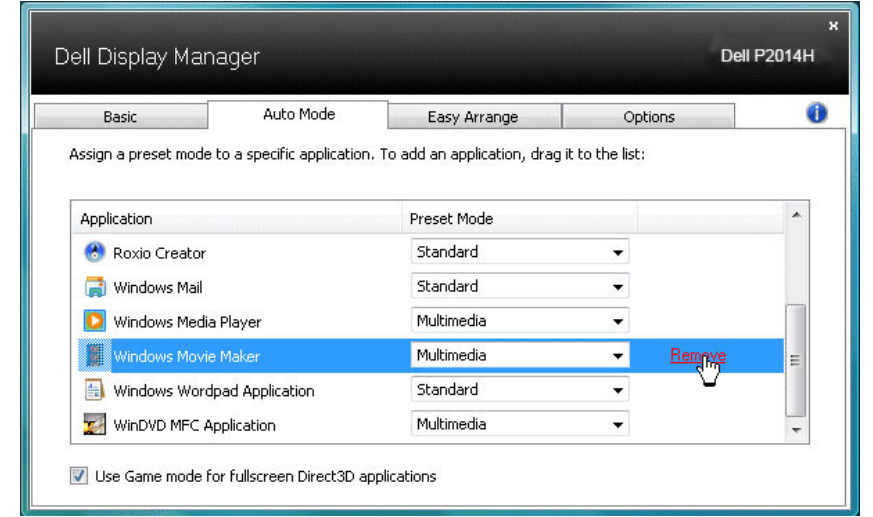 x
Dell Display Manager
Dell P2014H
Basic Auto Mode Easy Arrange Options i
Assign a preset mode to a specific application. To add an application, drag it to the list:
Application Preset Mode
Roxio Creator Standard
Windows Mail Standard
Windows Media Player Multimedia
Windows Movie Maker Multimedia Remove
Windows Wordpad Application Standard
WinDVD MFC Application Multimedia
Use Game mode for fullscreen Direct3D applications